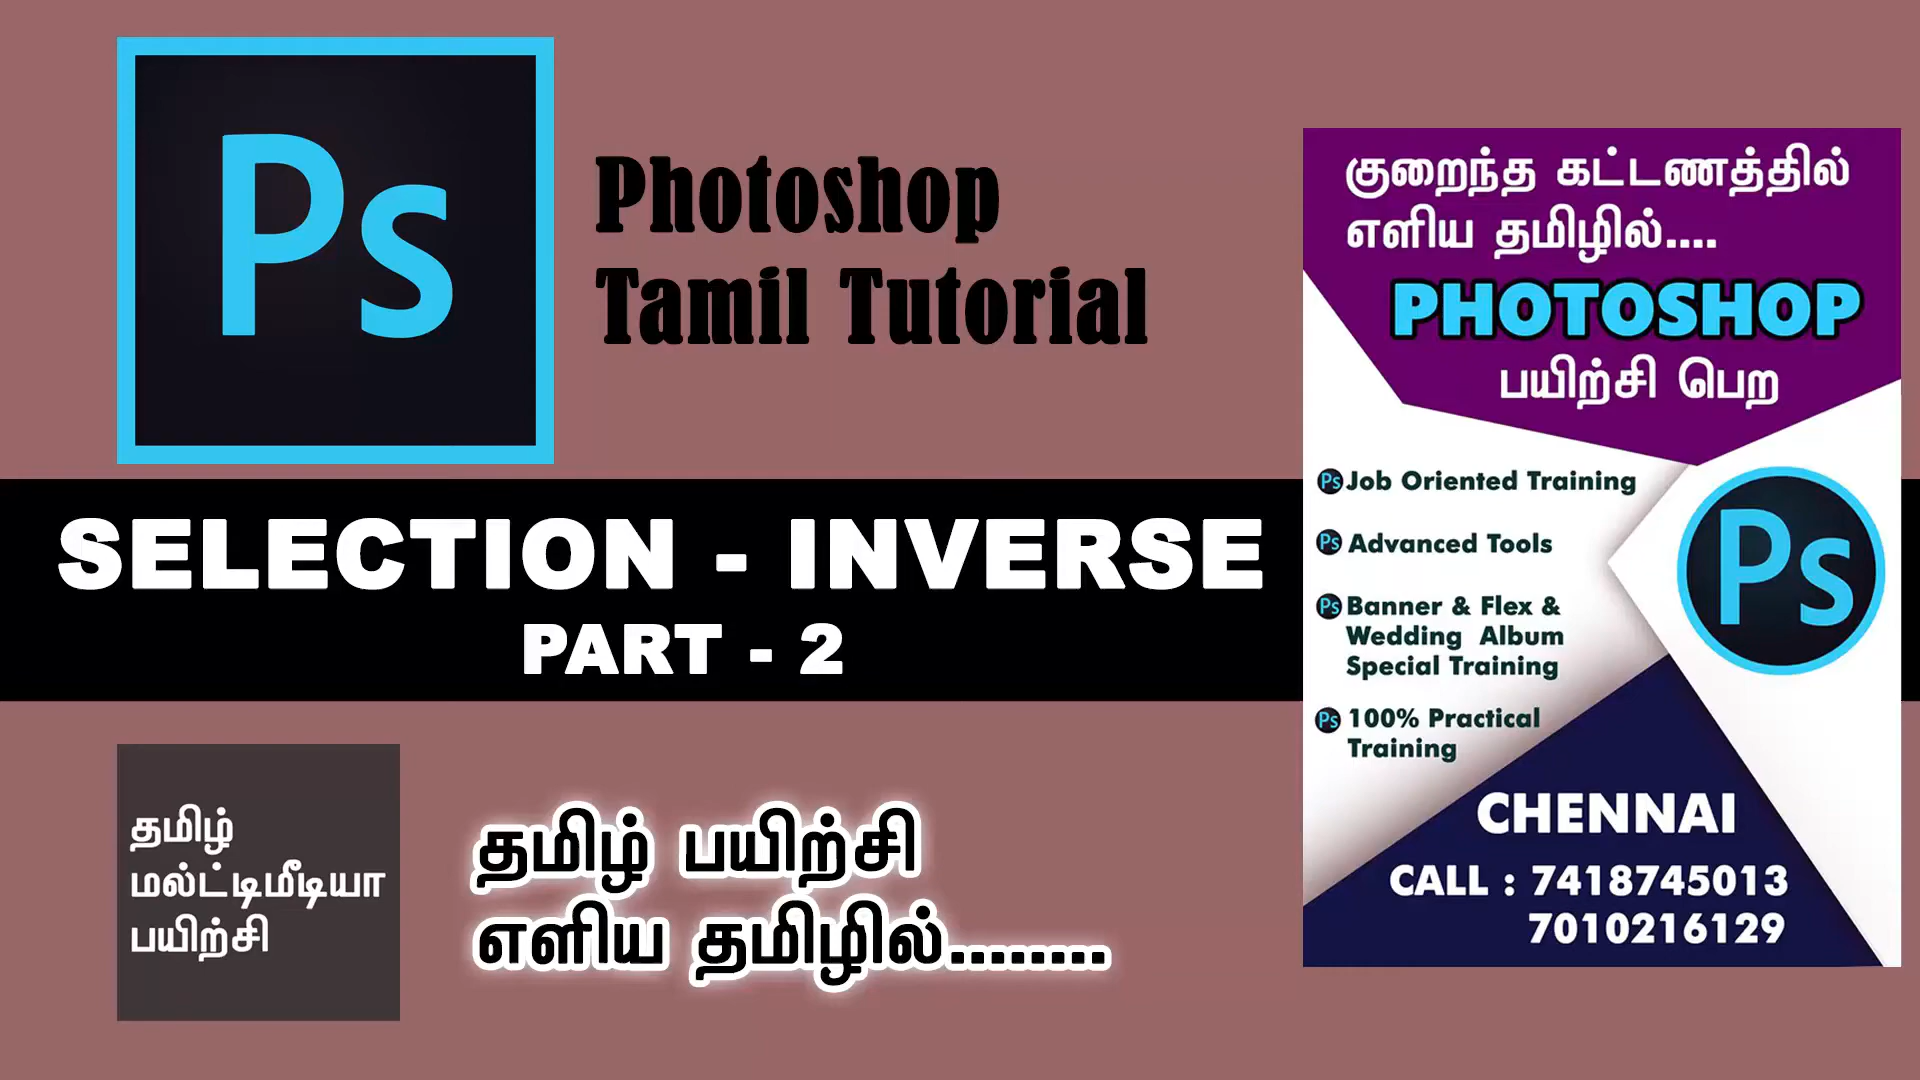 Ps
Photoshop
Tamil Tutorial
SELECTION - INVERSE
PART - 2
தமிழ்
மல்ட்டிமீடியா
பயிற்சி
தமிழ் பயிற்சி
எளிய தமிழில்........
குறைந்த கட்டணத்தில்
எளிய தமிழில்....
PHOTOSHOP
பயிற்சி பெற
Ps Job Oriented Training
Ps Advanced Tools
Ps Banner & Flex &
Wedding Album
Special Training
Ps 100% Practical
Training
Ps
CHENNAI
CALL : 7418745013
7010216129